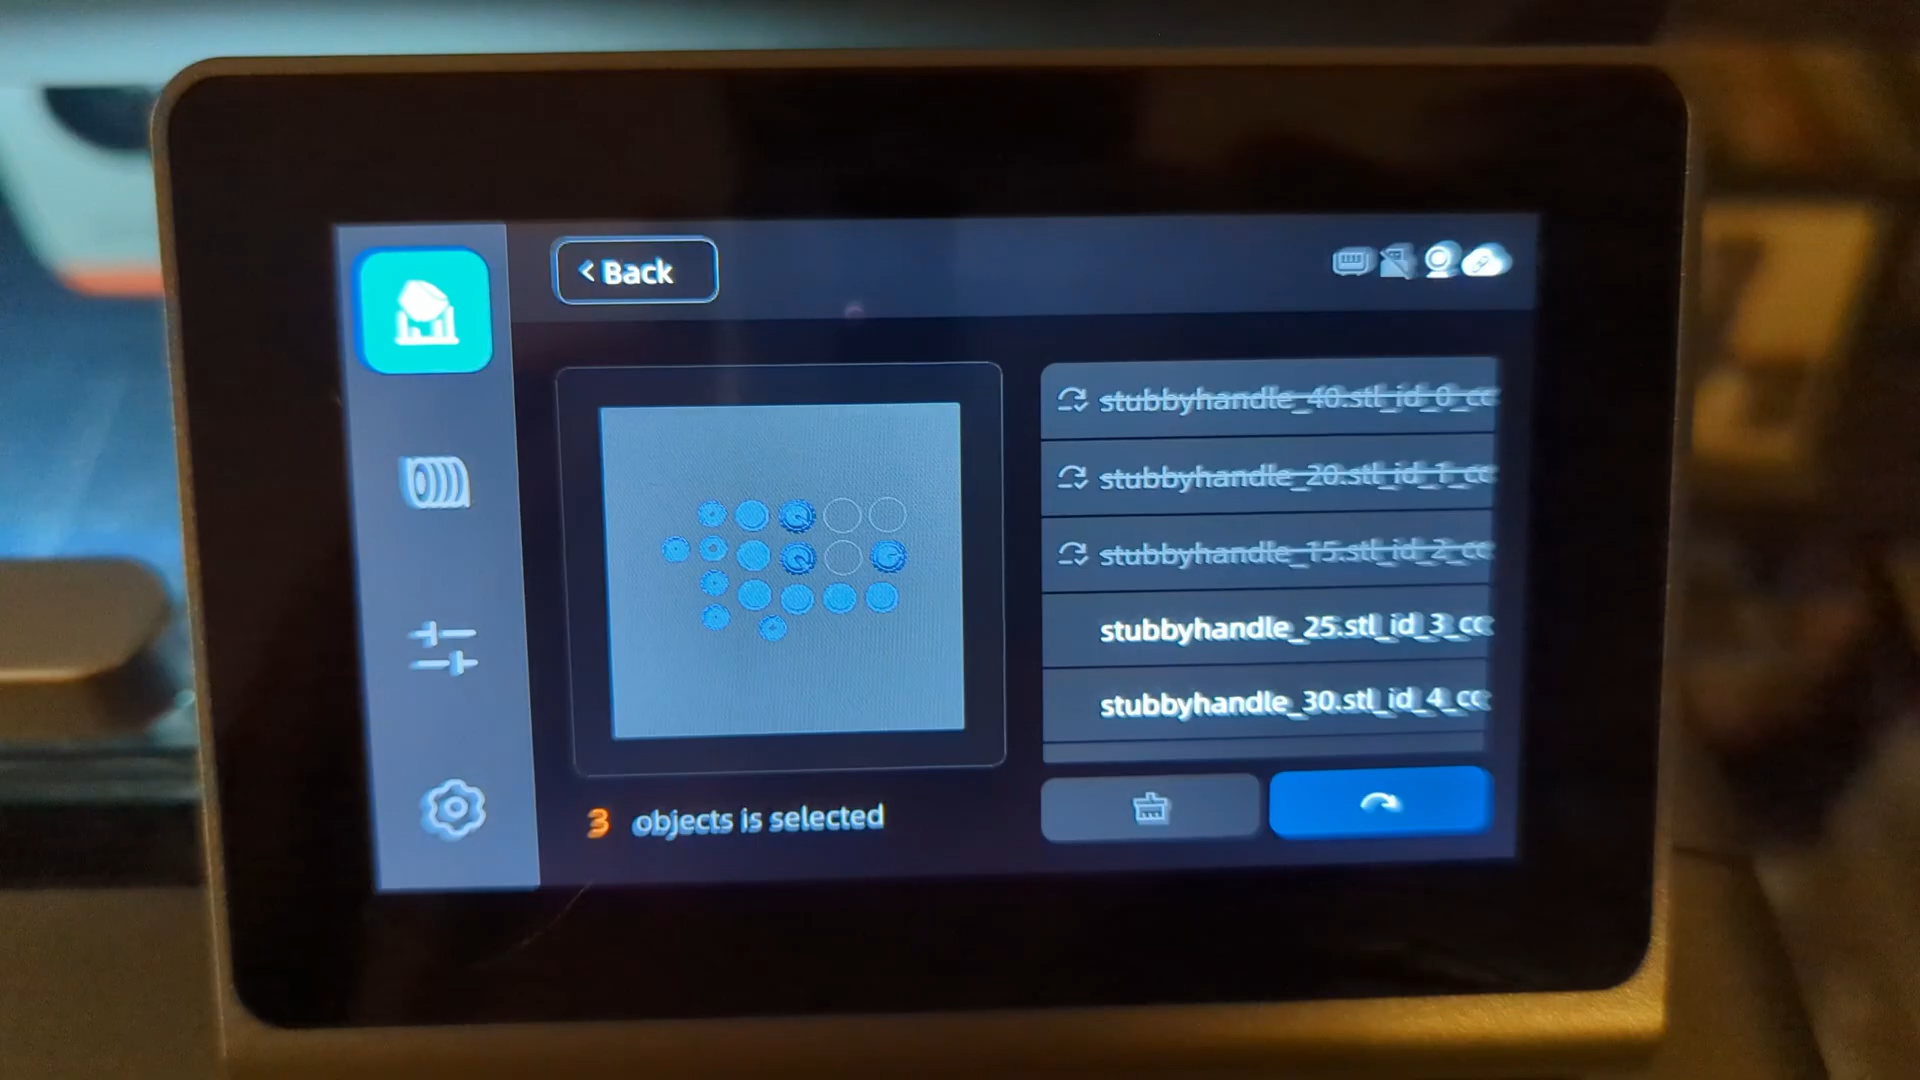 < Back
stubbyhandle_40.stl_id_0_cc
stubbyhandle_20.stl_id_1_cc
stubbyhandle_15.stl_id_2_cc
stubbyhandle_25.stl_id_3_cc
stubbyhandle_30.stl_id_4_cc
3 objects is selected